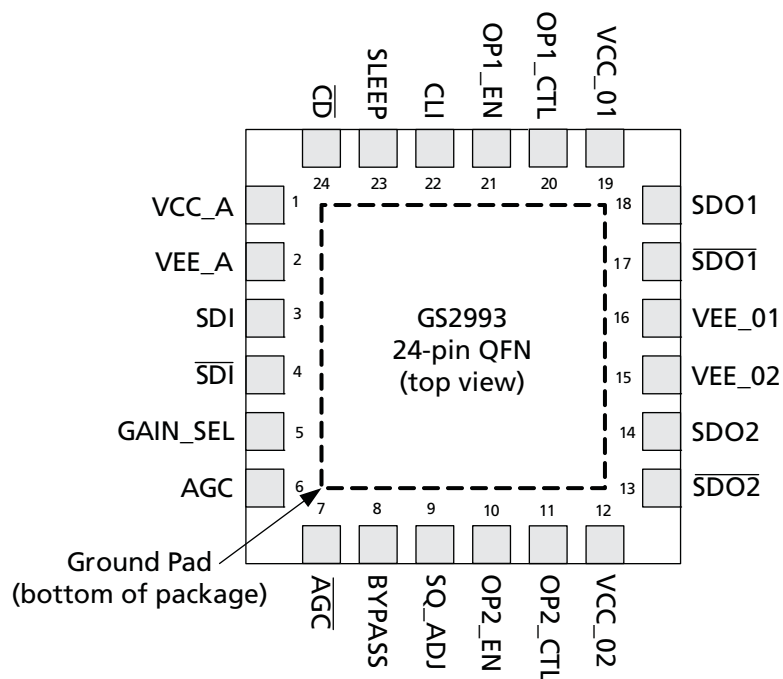 CD
SLEEP
CLI
OP1_EN
OP1_CTL
VCC_01
24
23
22
21
20
19
VCC_A
1
18
SDO1
VEE_A
2
17
SDO1
SDI
3
16
VEE_01
SDI
4
15
VEE_02
GAIN_SEL
5
14
SDO2
AGC
6
13
SDO2
GS2993
24-pin QFN
(top view)
7
8
9
10
11
12
Ground Pad
(bottom of package)
AGC
BYPASS
SQ_ADJ
OP2_EN
OP2_CTL
VCC_02